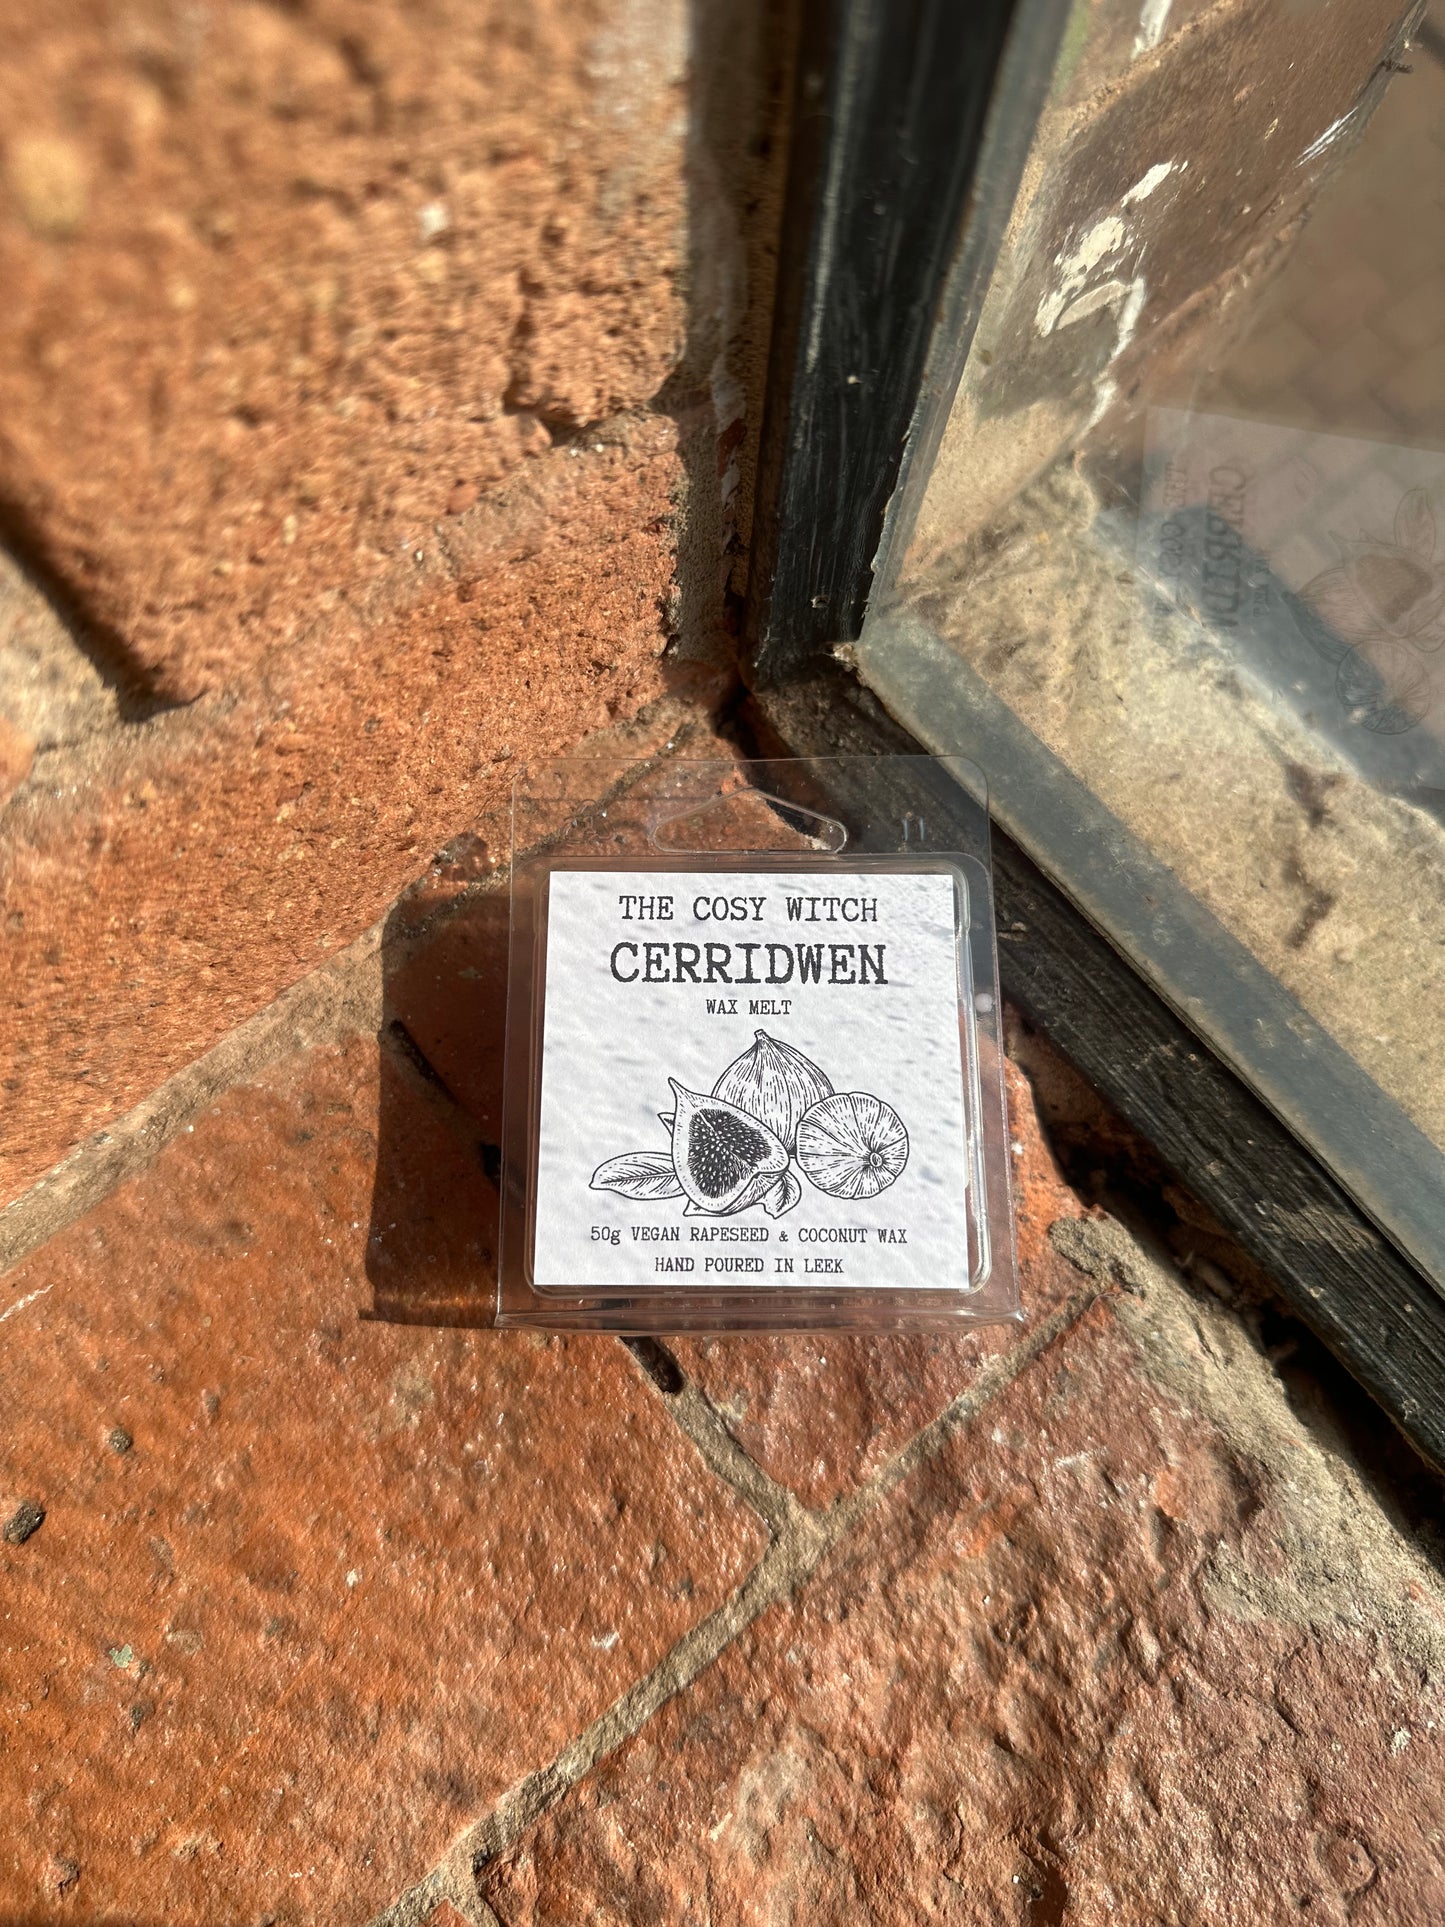 THE COSY WITCH
CERRIDWEN
WAX MELT
50g VEGAN RAPESEED & COCONUT WAX
HAND POURED IN LEEK